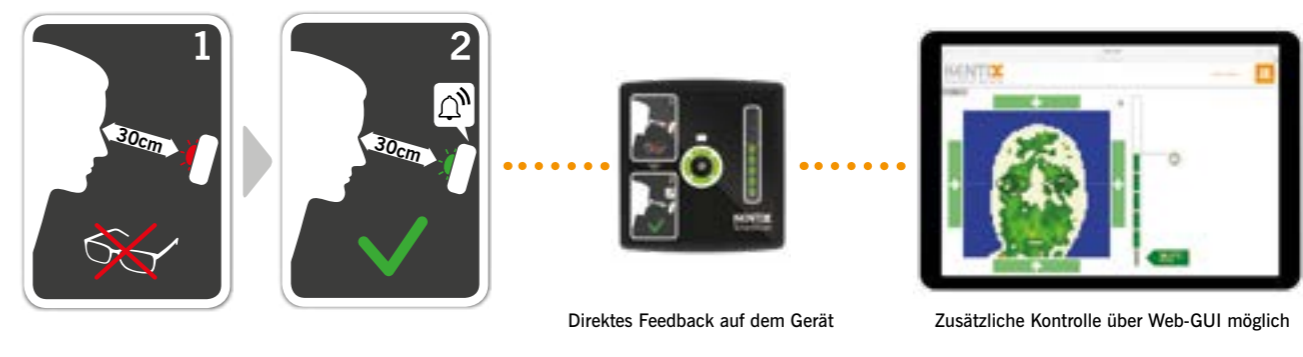 1
30cm
2
30cm
KENTIX
KENTIX
Direktes Feedback auf dem Gerät
Zusätzliche Kontrolle über Web-GUI möglich